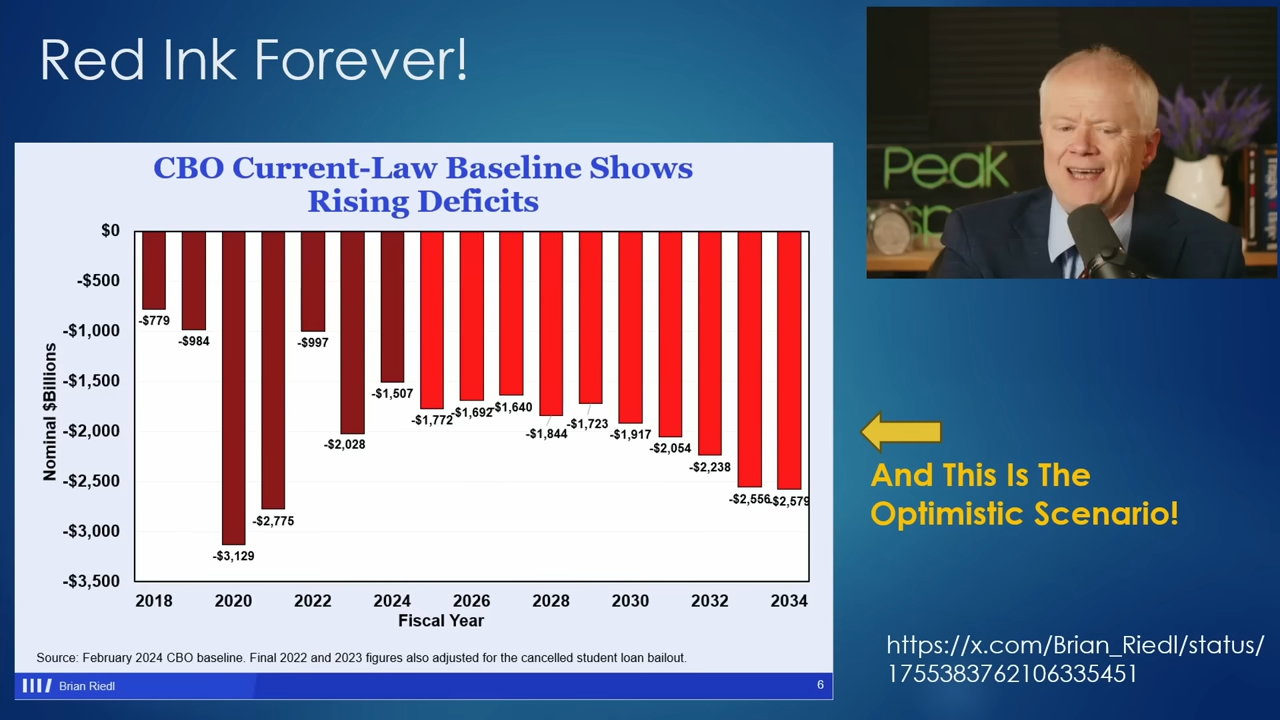 Red Ink Forever!
Peak
CBO Current-Law Baseline Shows
Rising Deficits
Nominal $Billions
$0
-$500
-$1,000
-$1,500
-$2,000
-$2,500
-$3,000
-$3,500
-$779
-$984
-$3,129
-$2,775
-$997
-$2,028
-$1,507
-$1,772
-$1,692
-$1,640
-$1,844
-$1,723
-$1,917
-$2,054
-$2,238
-$2,556
-$2,579
2018 2020 2022 2024 2026 2028 2030 2032 2034
Fiscal Year
Source: February 2024 CBO baseline. Final 2022 and 2023 figures also adjusted for the cancelled student loan bailout.
Brian Riedl
6
And This Is The
Optimistic Scenario!
https://x.com/Brian_Riedl/status/
1755383762106335451